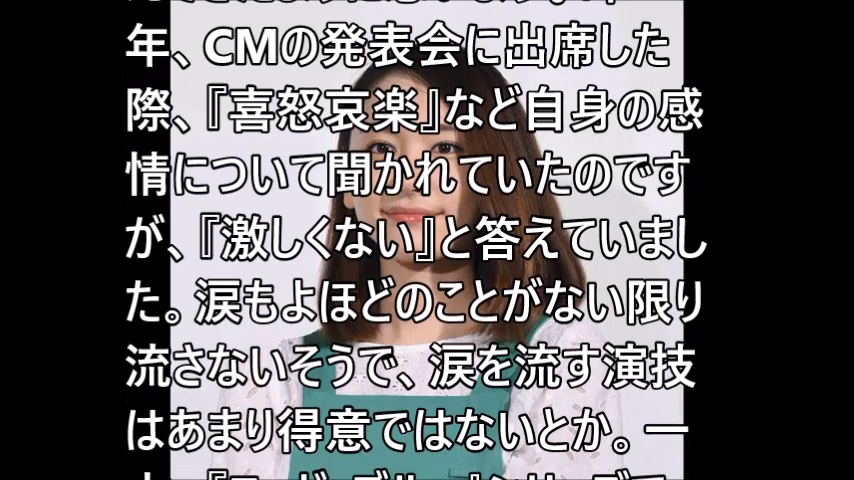 年、CMの発表会に出席した
際、『喜怒哀楽』など自身の感
情について聞かれていたのです
が、『激しくない』と答えていまし
た。涙もよほどのことがない限り
流さないそうで、涙を流す演技
はあまり得意ではないとか。一